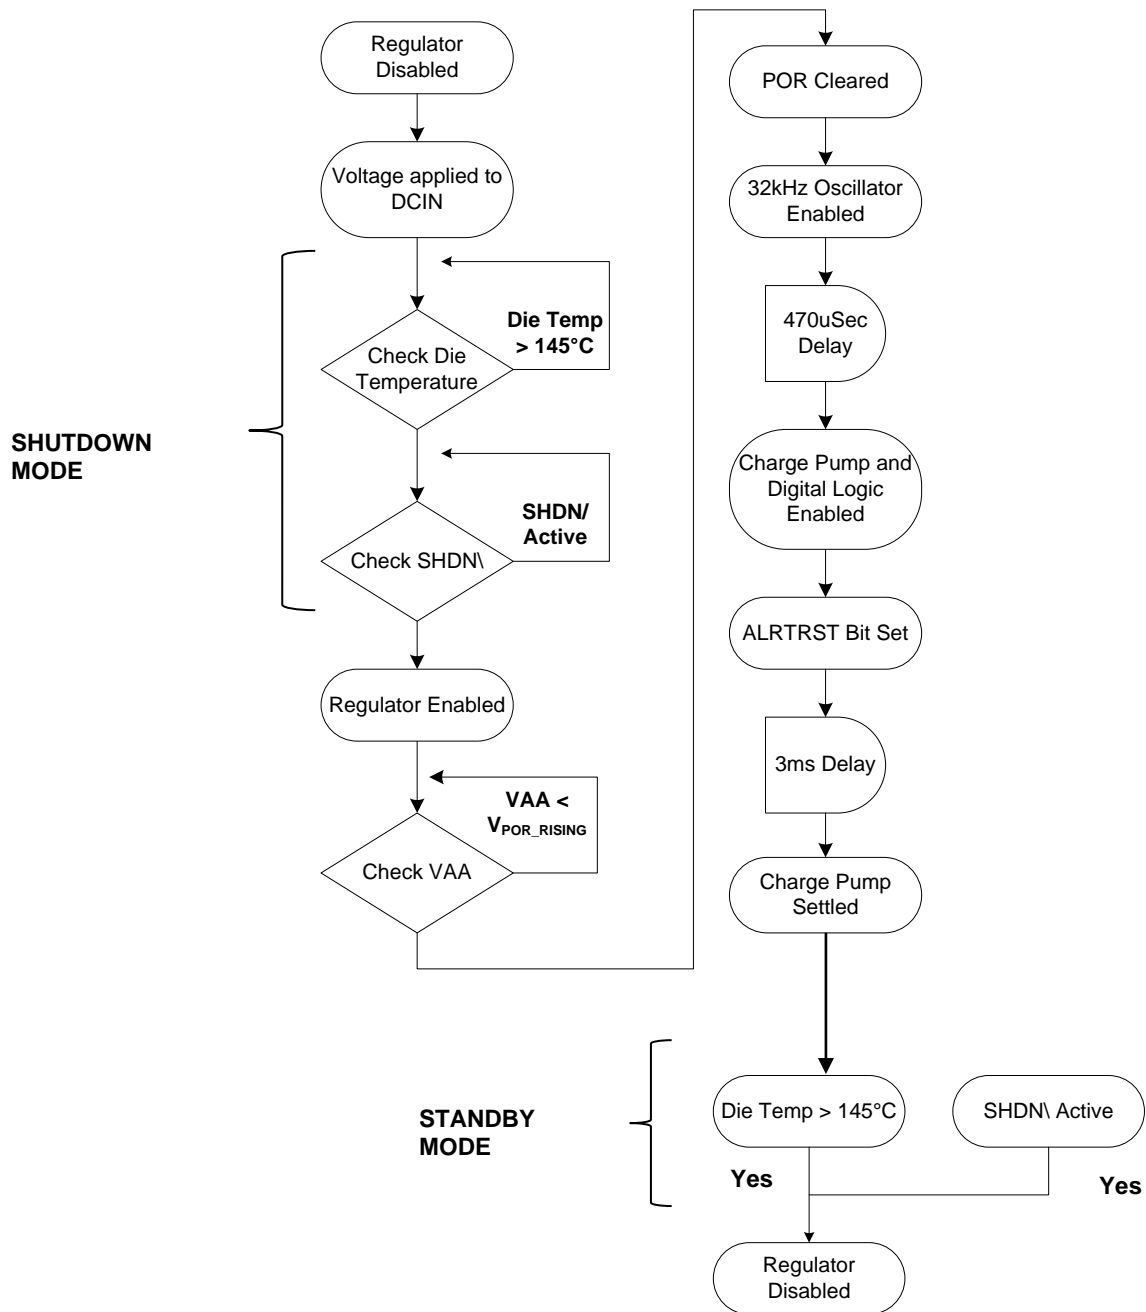 Regulator
Disabled
Voltage applied to
DCIN
Die Temp
> 145°C
Check Die
Temperature
SHUTDOWN
MODE
SHDN/
Active
Check SHDN\
Regulator Enabled
VAA <
VPOR_RISING
Check VAA
POR Cleared
32kHz Oscillator
Enabled
470uSec
Delay
Charge Pump and
Digital Logic
Enabled
ALRTRST Bit Set
3ms Delay
Charge Pump
Settled
STANDBY
MODE
Die Temp > 145°C
SHDN\ Active
Yes
Yes
Regulator
Disabled